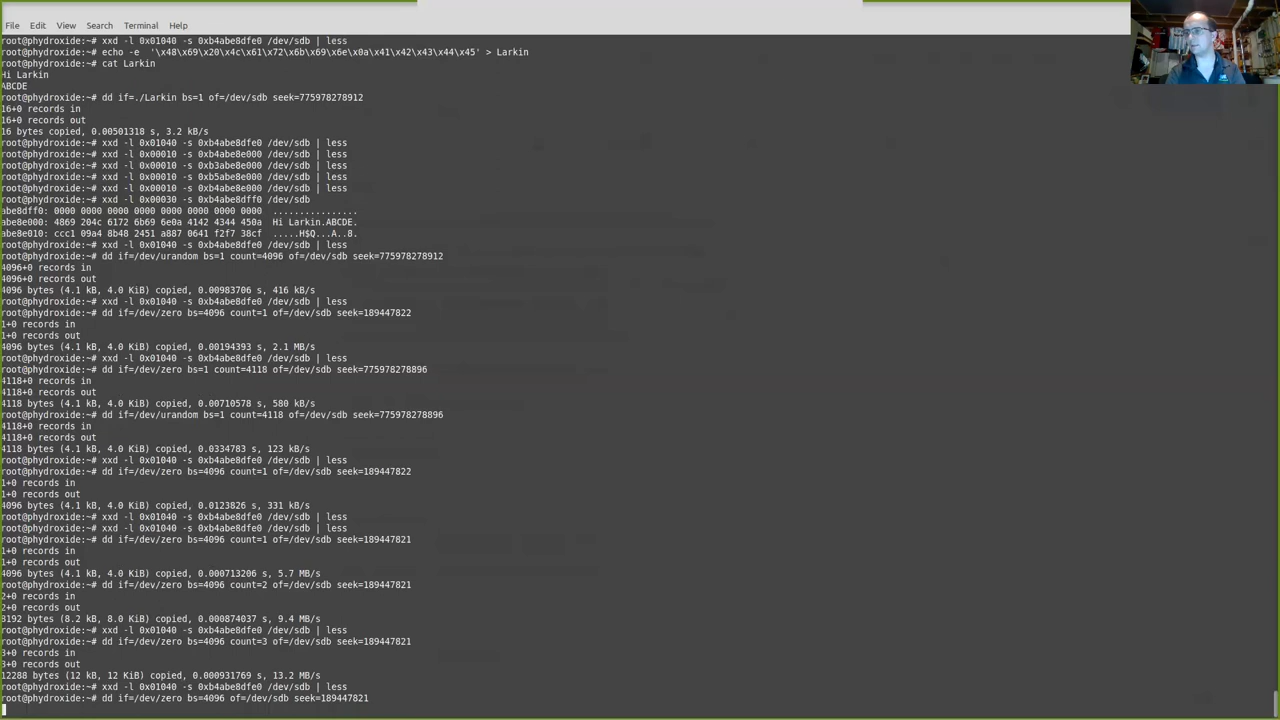 File Edit View Search Terminal Help
root@phydroxide:~# xxd -l 0x01040 -s 0xb4abe8dfe0 /dev/sdb | less
root@phydroxide:~# echo -e  '\x48\x69\x20\x4c\x61\x72\x6b\x69\x6e\x0a\x41\x42\x43\x44\x45' > Larkin
root@phydroxide:~# cat Larkin
Hi Larkin
ABCDE
root@phydroxide:~# dd if=./Larkin bs=1 of=/dev/sdb seek=775978278912
16+0 records in
16+0 records out
16 bytes copied, 0.00501318 s, 3.2 kB/s
root@phydroxide:~# xxd -l 0x01040 -s 0xb4abe8dfe0 /dev/sdb | less
root@phydroxide:~# xxd -l 0x00010 -s 0xb4abe8e000 /dev/sdb | less
root@phydroxide:~# xxd -l 0x00010 -s 0xb3abe8e000 /dev/sdb | less
root@phydroxide:~# xxd -l 0x00010 -s 0xb5abe8e000 /dev/sdb | less
root@phydroxide:~# xxd -l 0x00010 -s 0xb4abe8e000 /dev/sdb | less
root@phydroxide:~# xxd -l 0x00030 -s 0xb4abe8dff0 /dev/sdb
abe8dff0: 0000 0000 0000 0000 0000 0000 0000 0000  ................
abe8e000: 4869 204c 6172 6b69 6e0a 4142 4344 450a  Hi Larkin.ABCDE.
abe8e010: ccc1 09a4 8b48 2451 a887 0641 f2f7 38cf  .....H$Q...A..8.
root@phydroxide:~# xxd -l 0x01040 -s 0xb4abe8dfe0 /dev/sdb | less
root@phydroxide:~# dd if=/dev/urandom bs=1 count=4096 of=/dev/sdb seek=775978278912
4096+0 records in
4096+0 records out
4096 bytes (4.1 kB, 4.0 KiB) copied, 0.00983706 s, 416 kB/s
root@phydroxide:~# xxd -l 0x01040 -s 0xb4abe8dfe0 /dev/sdb | less
root@phydroxide:~# dd if=/dev/zero bs=4096 count=1 of=/dev/sdb seek=189447822
1+0 records in
1+0 records out
4096 bytes (4.1 kB, 4.0 KiB) copied, 0.00194393 s, 2.1 MB/s
root@phydroxide:~# xxd -l 0x01040 -s 0xb4abe8dfe0 /dev/sdb | less
root@phydroxide:~# dd if=/dev/zero bs=1 count=4118 of=/dev/sdb seek=775978278896
4118+0 records in
4118+0 records out
4118 bytes (4.1 kB, 4.0 KiB) copied, 0.00710578 s, 580 kB/s
root@phydroxide:~# dd if=/dev/urandom bs=1 count=4118 of=/dev/sdb seek=775978278896
4118+0 records in
4118+0 records out
4118 bytes (4.1 kB, 4.0 KiB) copied, 0.0334783 s, 123 kB/s
root@phydroxide:~# xxd -l 0x01040 -s 0xb4abe8dfe0 /dev/sdb | less
root@phydroxide:~# dd if=/dev/zero bs=4096 count=1 of=/dev/sdb seek=189447822
1+0 records in
1+0 records out
4096 bytes (4.1 kB, 4.0 KiB) copied, 0.0123826 s, 331 kB/s
root@phydroxide:~# xxd -l 0x01040 -s 0xb4abe8dfe0 /dev/sdb | less
root@phydroxide:~# xxd -l 0x01040 -s 0xb4abe8dfe0 /dev/sdb | less
root@phydroxide:~# dd if=/dev/zero bs=4096 count=1 of=/dev/sdb seek=189447821
1+0 records in
1+0 records out
4096 bytes (4.1 kB, 4.0 KiB) copied, 0.000713206 s, 5.7 MB/s
root@phydroxide:~# dd if=/dev/zero bs=4096 count=2 of=/dev/sdb seek=189447821
2+0 records in
2+0 records out
8192 bytes (8.2 kB, 8.0 KiB) copied, 0.000874037 s, 9.4 MB/s
root@phydroxide:~# xxd -l 0x01040 -s 0xb4abe8dfe0 /dev/sdb | less
root@phydroxide:~# dd if=/dev/zero bs=4096 count=3 of=/dev/sdb seek=189447821
3+0 records in
3+0 records out
12288 bytes (12 kB, 12 KiB) copied, 0.000931769 s, 13.2 MB/s
root@phydroxide:~# xxd -l 0x01040 -s 0xb4abe8dfe0 /dev/sdb | less
root@phydroxide:~# dd if=/dev/zero bs=4096 of=/dev/sdb seek=189447821